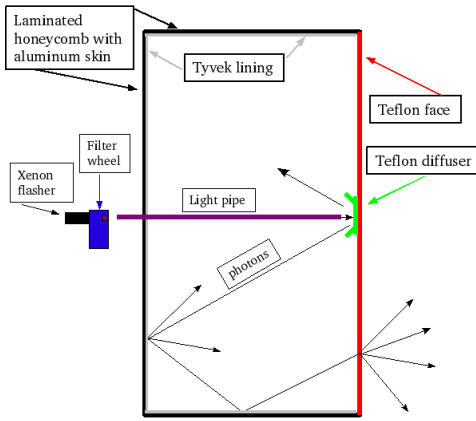 Laminated
honeycomb with
aluminum skin
Tyvek lining
Teflon face
Filter
wheel
Teflon diffuser
Xenon
flasher
Light pipe
photons